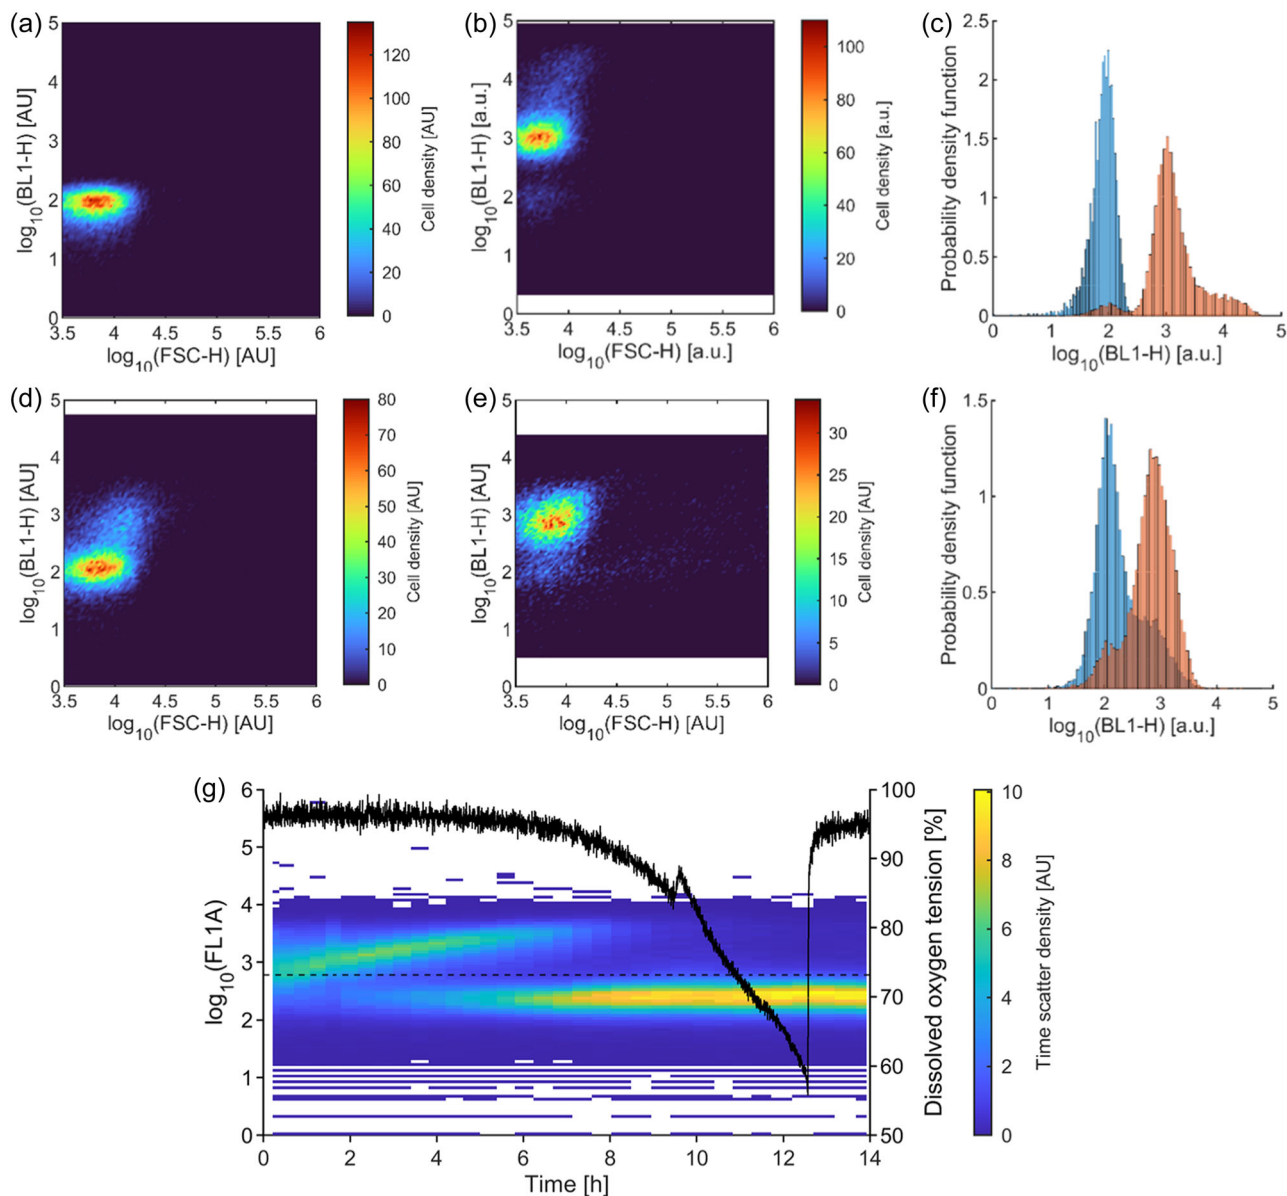 (a)
5
4
3
2
1
0
log10(BL1-H) [AU]
3.5 4 4.5 5 5.5 6
log10(FSC-H) [AU]
120
100
80
60
40
20
0
Cell density [AU]
(b)
5
4
3
2
1
0
log10(BL1-H) [a.u.]
3.5 4 4.5 5 5.5 6
log10(FSC-H) [a.u.]
100
80
60
40
20
0
Cell density [a.u.]
(c)
2.5
2
1.5
1
0.5
0
Probability density function
0 1 2 3 4 5
log10(BL1-H) [a.u.]
(d)
5
4
3
2
1
0
log10(BL1-H) [AU]
3.5 4 4.5 5 5.5 6
log10(FSC-H) [AU]
80
70
60
50
40
30
20
10
0
Cell density [AU]
(e)
5
4
3
2
1
0
log10(BL1-H) [AU]
3.5 4 4.5 5 5.5 6
log10(FSC-H) [AU]
30
25
20
15
10
5
0
Cell density [AU]
(f)
1.5
1
0.5
0
Probability density function
0 1 2 3 4 5
log10(BL1-H) [a.u.]
(g)
6
5
4
3
2
1
0
log10(FL1A)
0 2 4 6 8 10 12 14
Time [h]
100
90
80
70
60
50
Dissolved oxygen tension [%]
10
8
6
4
2
0
Time scatter density [AU]